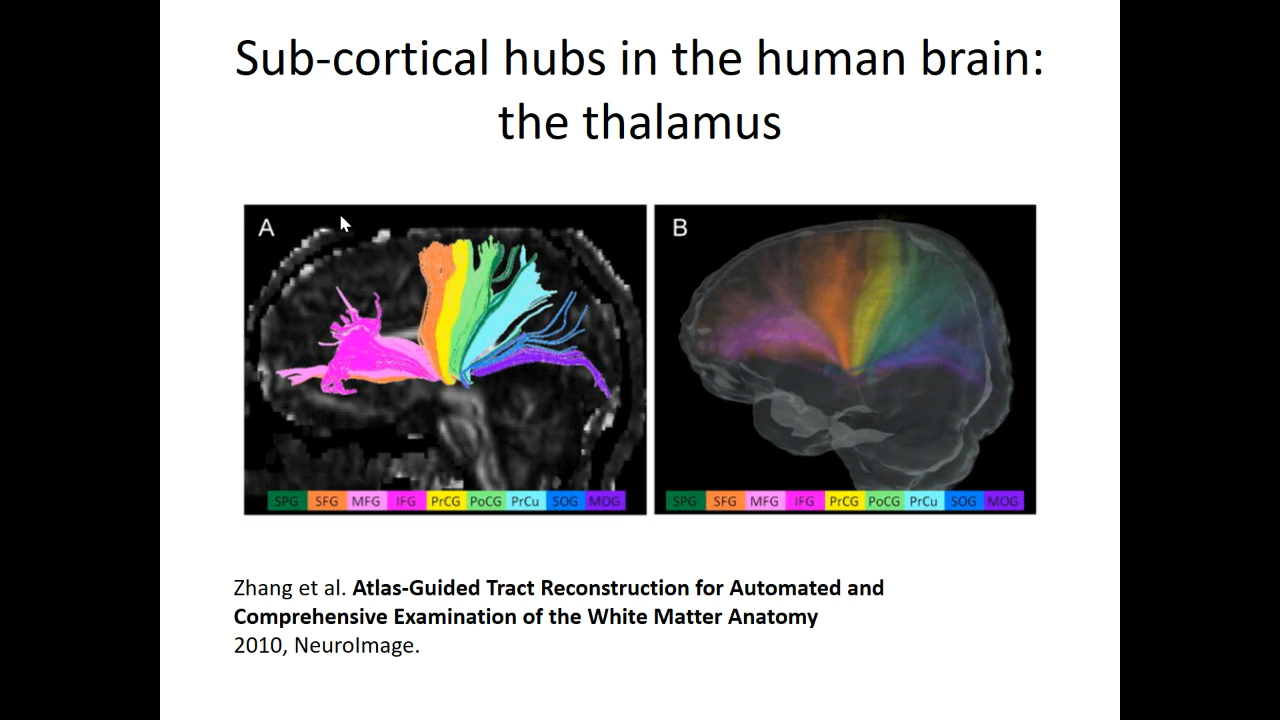 Sub-cortical hubs in the human brain:
the thalamus
A
B
SPG SFG MFG IFG PrCG PoCG PrCu SOG MOG
SPG SFG MFG IFG PrCG PoCG PrCu SOG MOG
Zhang et al. Atlas-Guided Tract Reconstruction for Automated and
Comprehensive Examination of the White Matter Anatomy
2010, NeuroImage.